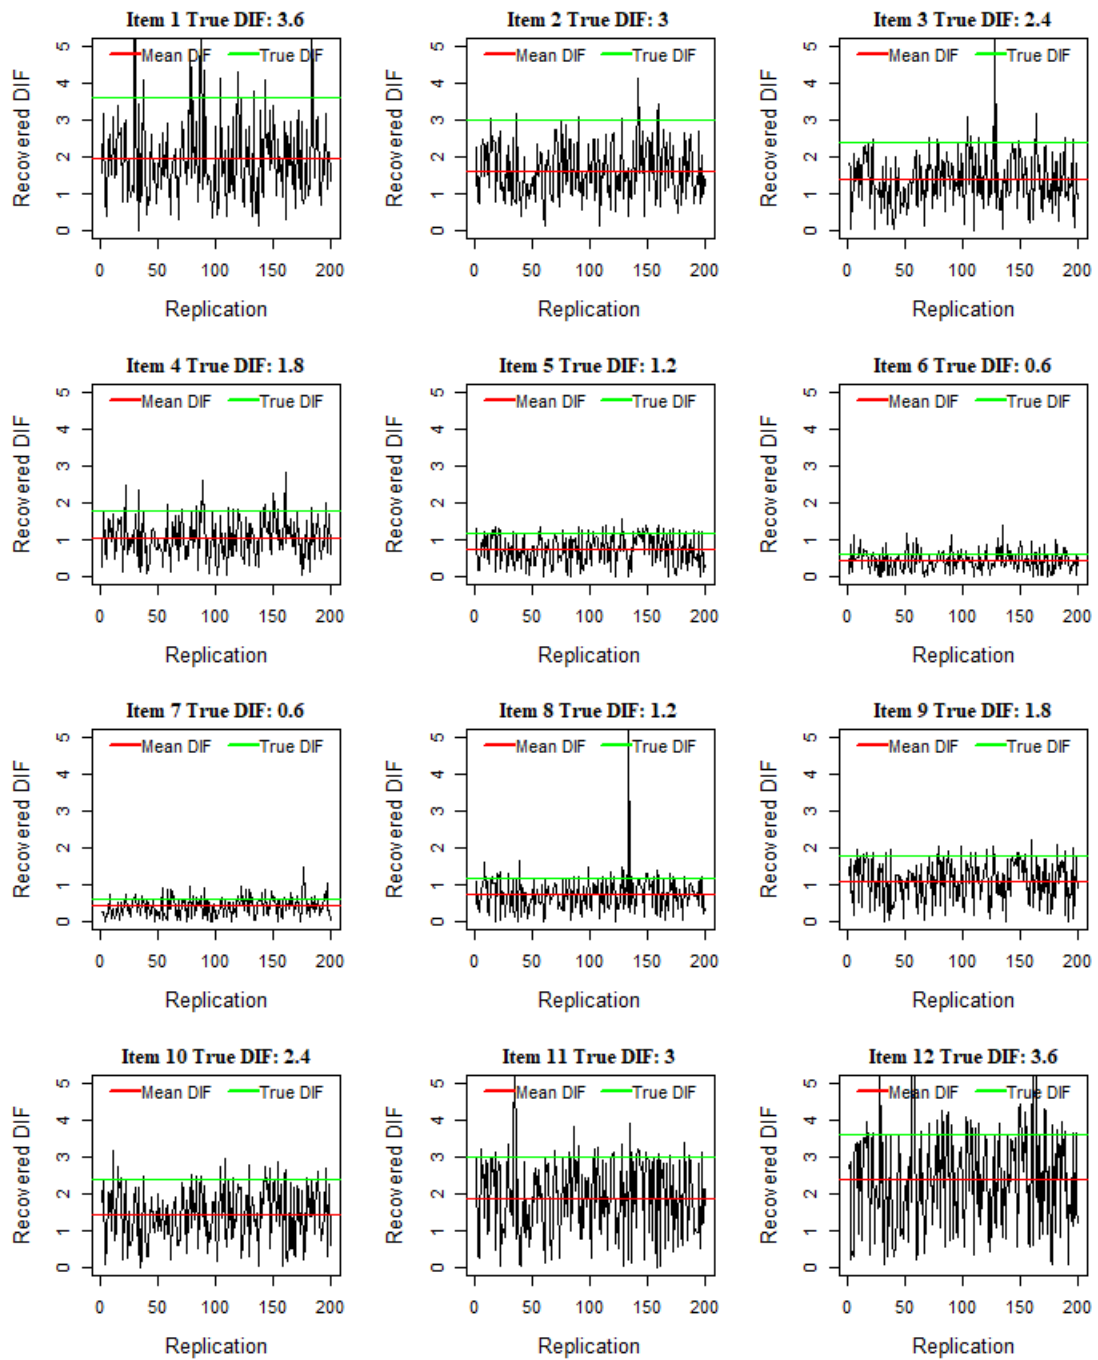 Item 1 True DIF: 3.6
Item 2 True DIF: 3
Item 3 True DIF: 2.4
Recovered DIF
5
4
3
2
1
0
Mean DIF
True DIF
0 50 100 150 200
Replication
Recovered DIF
5
4
3
2
1
0
Mean DIF
True DIF
0 50 100 150 200
Replication
Recovered DIF
5
4
3
2
1
0
Mean DIF
True DIF
0 50 100 150 200
Replication
Item 4 True DIF: 1.8
Item 5 True DIF: 1.2
Item 6 True DIF: 0.6
Recovered DIF
5
4
3
2
1
0
Mean DIF
True DIF
0 50 100 150 200
Replication
Recovered DIF
5
4
3
2
1
0
Mean DIF
True DIF
0 50 100 150 200
Replication
Recovered DIF
5
4
3
2
1
0
Mean DIF
True DIF
0 50 100 150 200
Replication
Item 7 True DIF: 0.6
Item 8 True DIF: 1.2
Item 9 True DIF: 1.8
Recovered DIF
5
4
3
2
1
0
Mean DIF
True DIF
0 50 100 150 200
Replication
Recovered DIF
5
4
3
2
1
0
Mean DIF
True DIF
0 50 100 150 200
Replication
Recovered DIF
5
4
3
2
1
0
Mean DIF
True DIF
0 50 100 150 200
Replication
Item 10 True DIF: 2.4
Item 11 True DIF: 3
Item 12 True DIF: 3.6
Recovered DIF
5
4
3
2
1
0
Mean DIF
True DIF
0 50 100 150 200
Replication
Recovered DIF
5
4
3
2
1
0
Mean DIF
True DIF
0 50 100 150 200
Replication
Recovered DIF
5
4
3
2
1
0
Mean DIF
True DIF
0 50 100 150 200
Replication